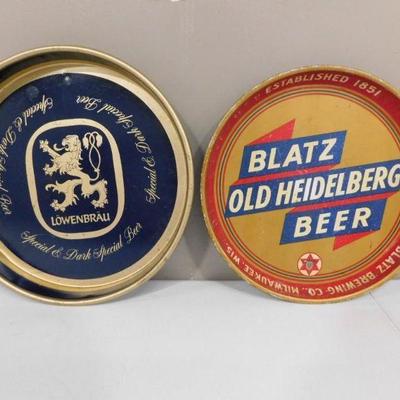 LÖWENBRÄU
Special & Dark Special Beer
Special & Dark Special Beer
Special & Dark Special Beer
ESTABLISHED 1851
BLATZ
OLD HEIDELBERG
BEER
BLATZ BREWING CO., MILWAUKEE, WIS.